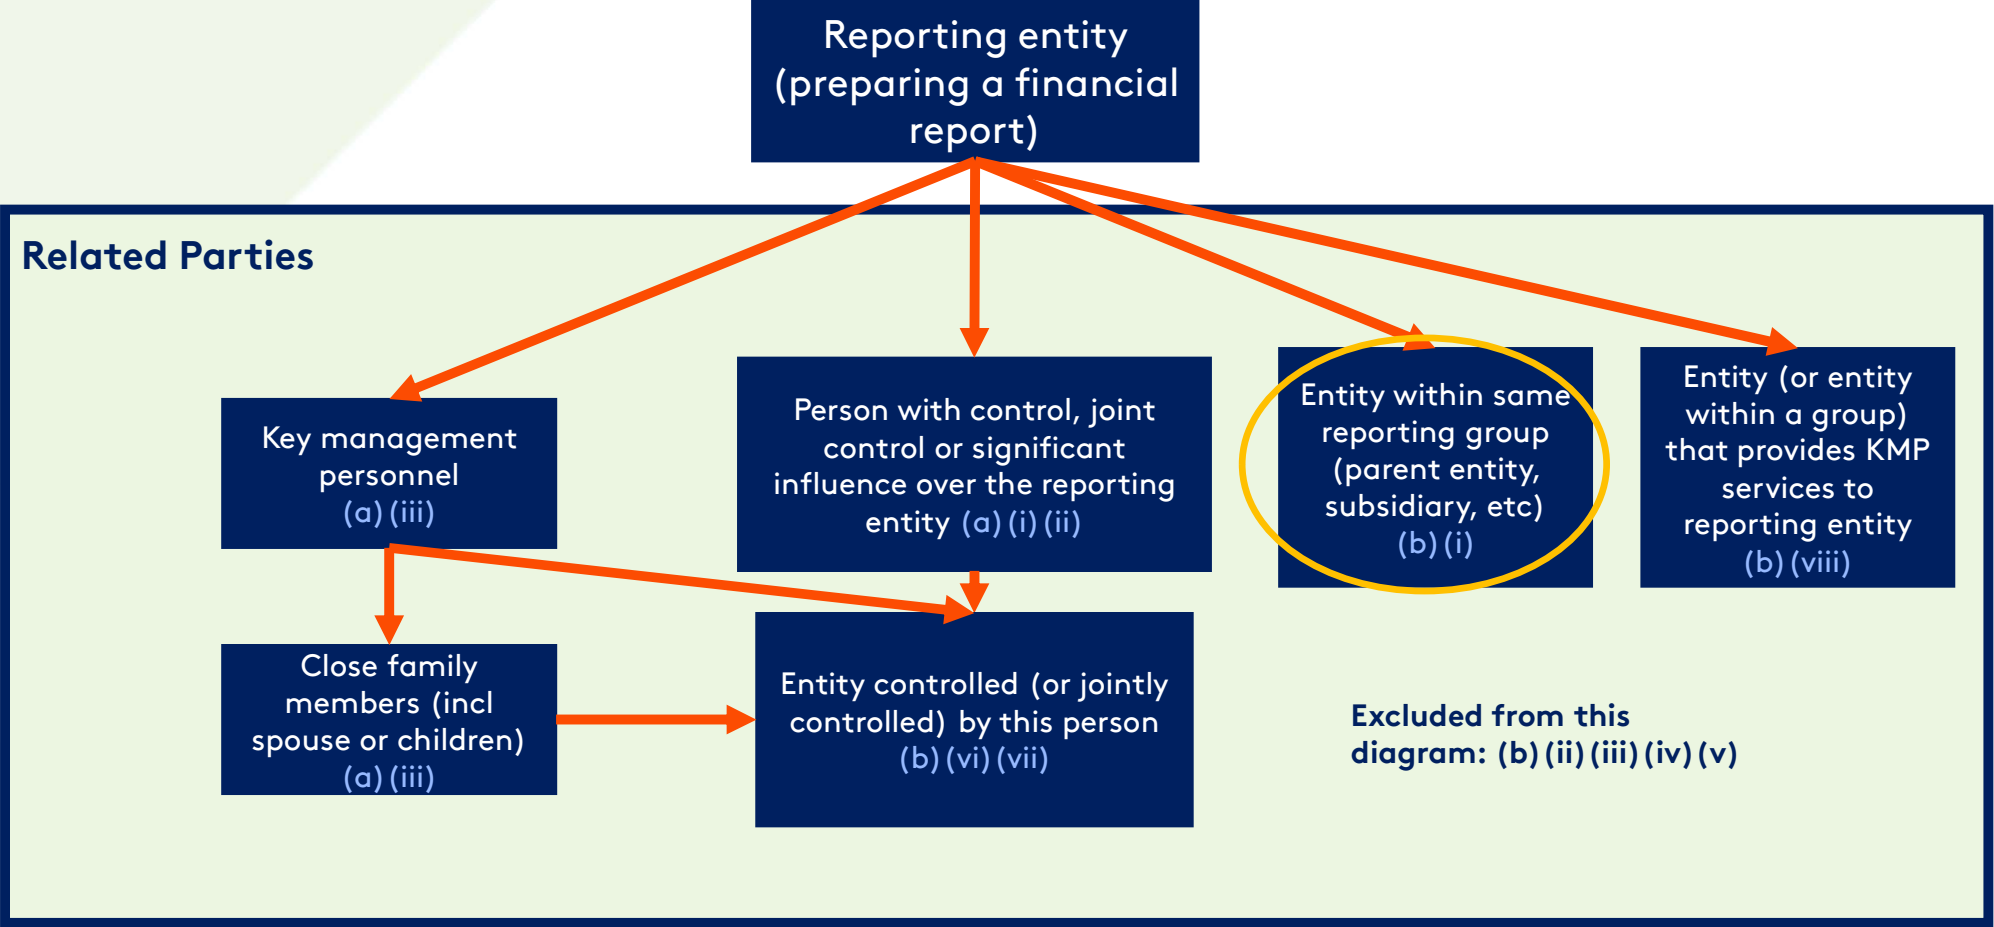 Reporting entity
(preparing a financial
report)
Related Parties
Key management
personnel
(a)(iii)
Person with control, joint
control or significant
influence over the reporting
entity (a)(i)(ii)
Entity within same
reporting group
(parent entity,
subsidiary, etc)
(b)(i)
Entity (or entity
within a group)
that provides KMP
services to
reporting entity
(b)(viii)
Close family
members (incl
spouse or children)
(a)(iii)
Entity controlled (or jointly
controlled) by this person
(b)(vi)(vii)
Excluded from this
diagram: (b)(ii)(iii)(iv)(v)